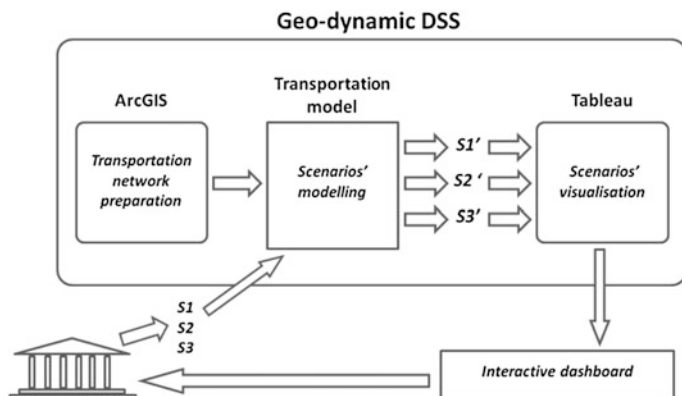 Geo-dynamic DSS
ArcGIS
Transportation
network
preparation
Transportation
model
Scenarios'
modelling
S1'
S2 '
S3'
Tableau
Scenarios'
visualisation
S1
S2
S3
Interactive dashboard